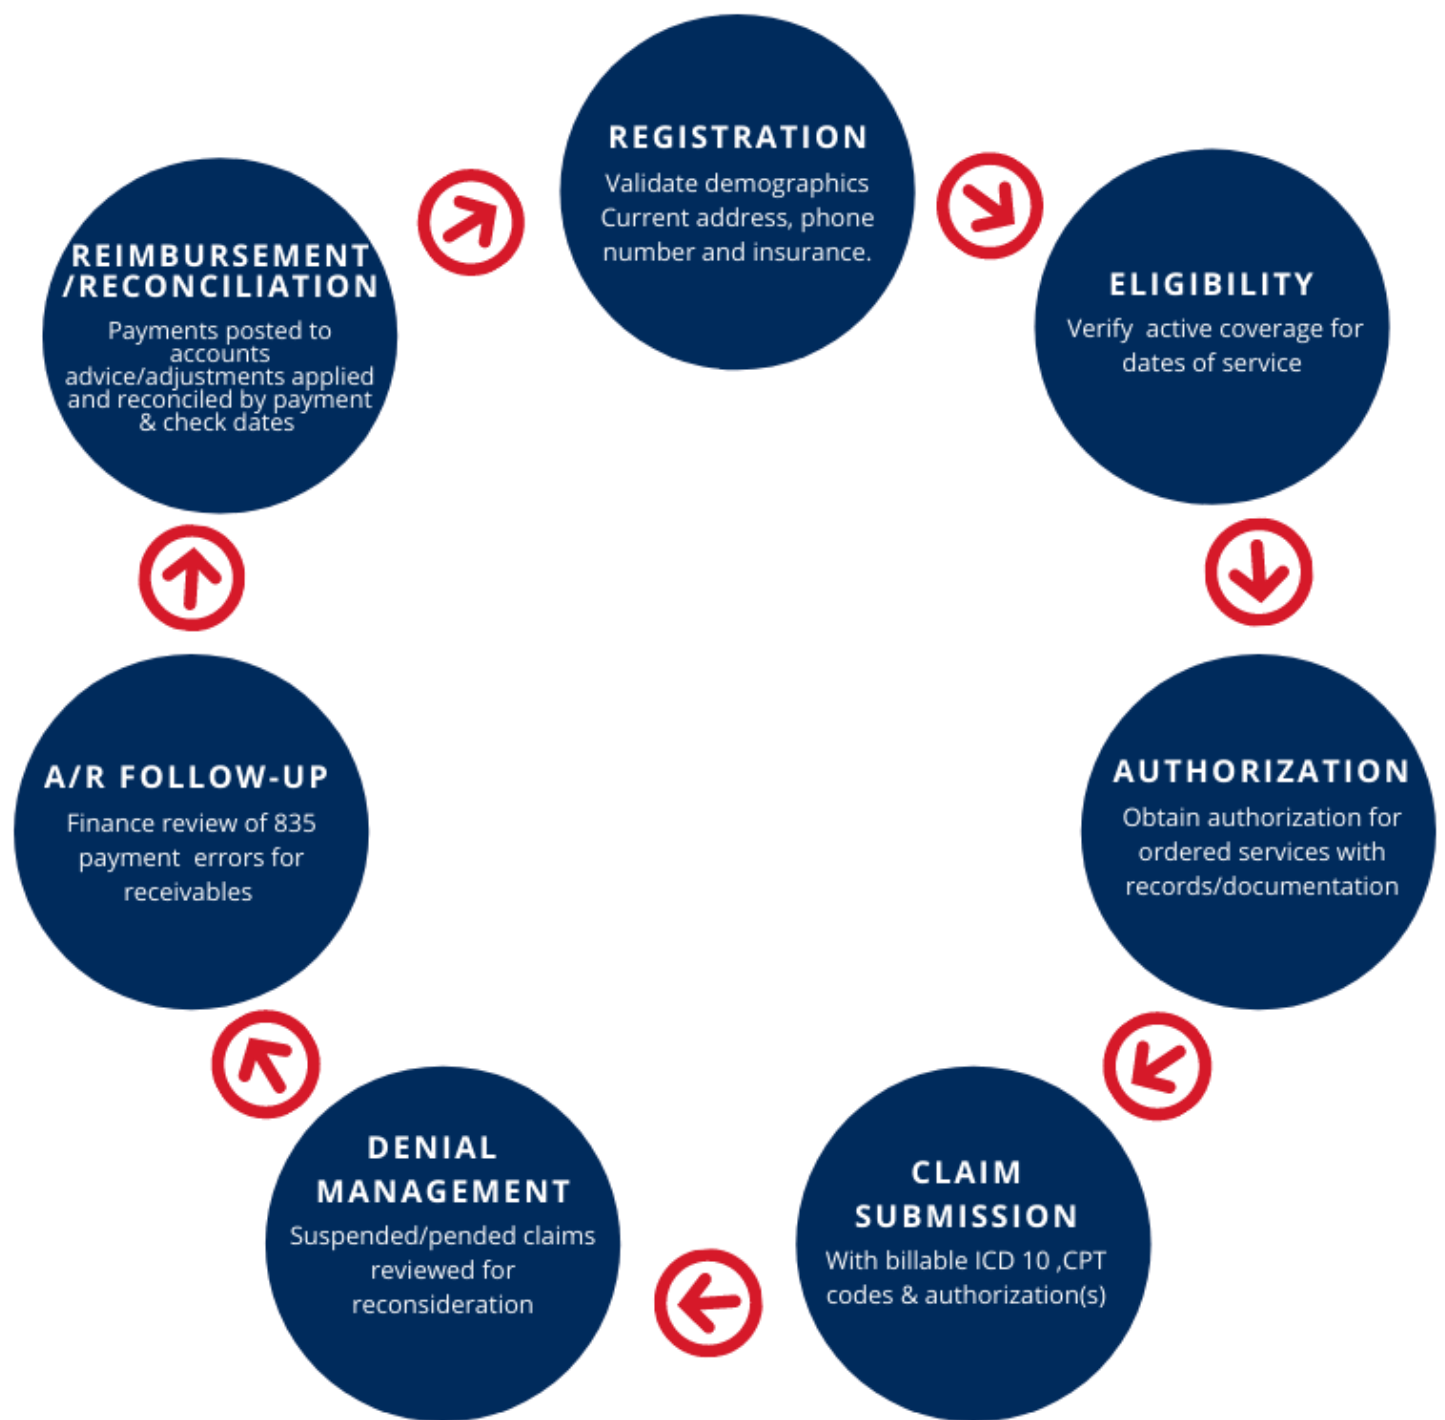 REGISTRATION
Validate demographics
Current address, phone
number and insurance.
ELIGIBILITY
Verify  active coverage for
dates of service
AUTHORIZATION
Obtain authorization for
ordered services with
records/documentation
CLAIM
SUBMISSION
With billable ICD 10 ,CPT
codes & authorization(s)
DENIAL
MANAGEMENT
Suspended/pended claims
reviewed for
reconsideration
A/R FOLLOW-UP
Finance review of 835
payment  errors for
receivables
REIMBURSEMENT
/RECONCILIATION
Payments posted to
accounts
advice/adjustments applied
and reconciled by payment
& check dates